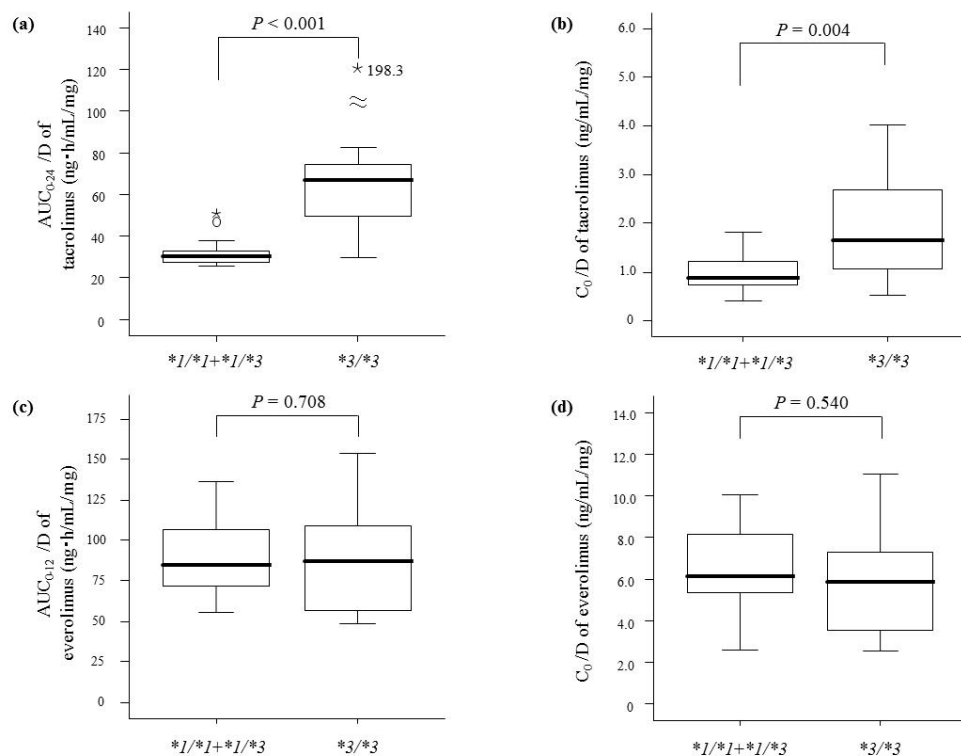 (a)
P < 0.001
AUC0-24 /D of
tacrolimus (ng·h/mL/mg)
140
120
100
80
60
40
20
0
198.3
*1/*1+*1/*3
*3/*3
(b)
P = 0.004
C0 /D of tacrolimus (ng/mL/mg)
6.0
5.0
4.0
3.0
2.0
1.0
0
*1/*1+*1/*3
*3/*3
(c)
P = 0.708
AUC0-12 /D of
everolimus (ng·h/mL/mg)
175
150
125
100
75
50
25
0
*1/*1+*1/*3
*3/*3
(d)
P = 0.540
C0 /D of everolimus (ng/mL/mg)
14.0
12.0
10.0
8.0
6.0
4.0
2.0
0
*1/*1+*1/*3
*3/*3